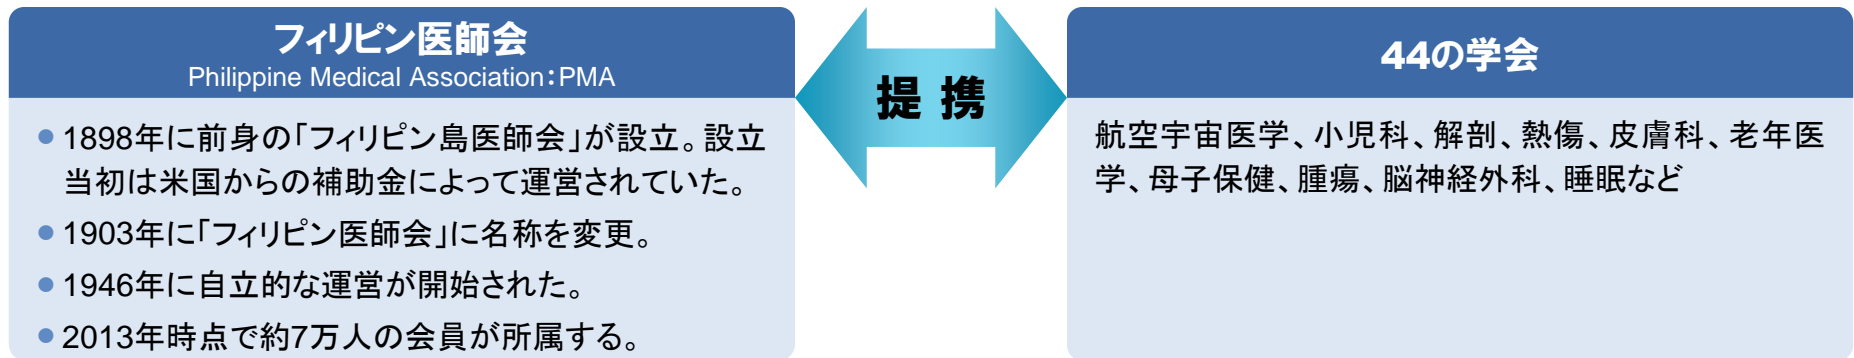 フィリピン医師会
Philippine Medical Association：PMA
●1898年に前身の「フィリピン島医師会」が設立。設立
当初は米国からの補助金によって運営されていた。
●1903年に「フィリピン医師会」に名称を変更。
●1946年に自立的な運営が開始された。
●2013年時点で約7万人の会員が所属する。
提 携
44の学会
航空宇宙医学、小児科、解剖、熱傷、皮膚科、老年医
学、母子保健、腫瘍、脳神経外科、睡眠など